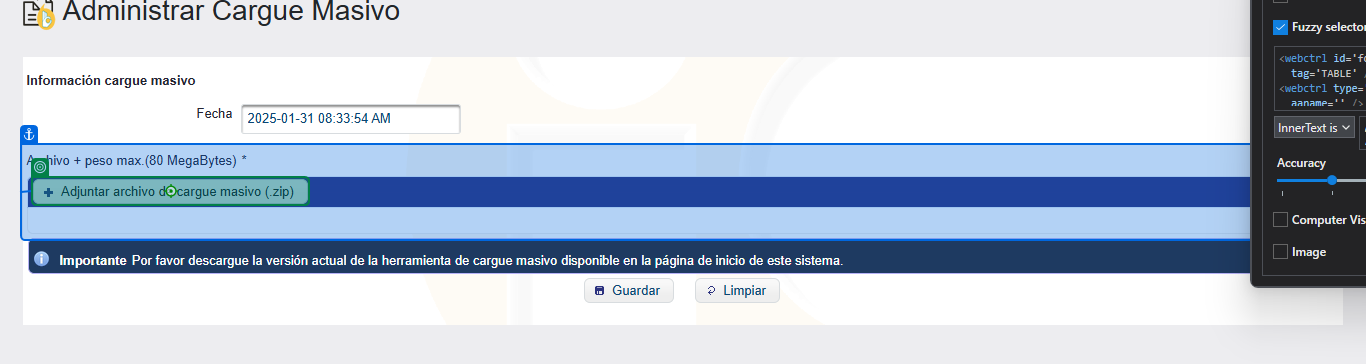 Administrar Cargue Masivo
Información cargue masivo
Fecha
2025-01-31 08:33:54 AM
Archivo + peso max.(80 MegaBytes) *
Adjuntar archivo de cargue masivo (.zip)
Importante Por favor descargue la versión actual de la herramienta de cargue masivo disponible en la página de inicio de este sistema.
Guardar
Limpiar
Fuzzy selector
<webctrl id='fo
tag='TABLE' /
<webctrl type='
aaname='' />
InnerText is
Accuracy
Computer Vis
Image